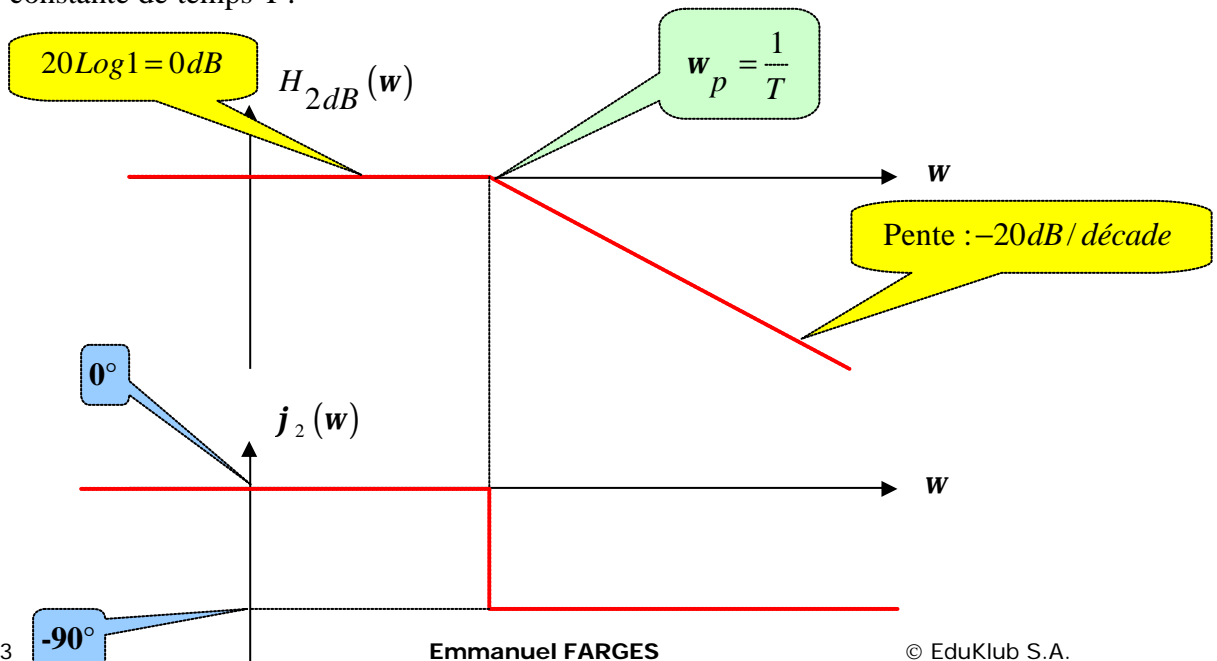 constante de temps T :
20Log1 = 0dB
H2dB (w)
wp = 1/T
w
Pente : −20dB / décade
0°
j2 (w)
w
-90°
3
Emmanuel FARGES
© EduKlub S.A.